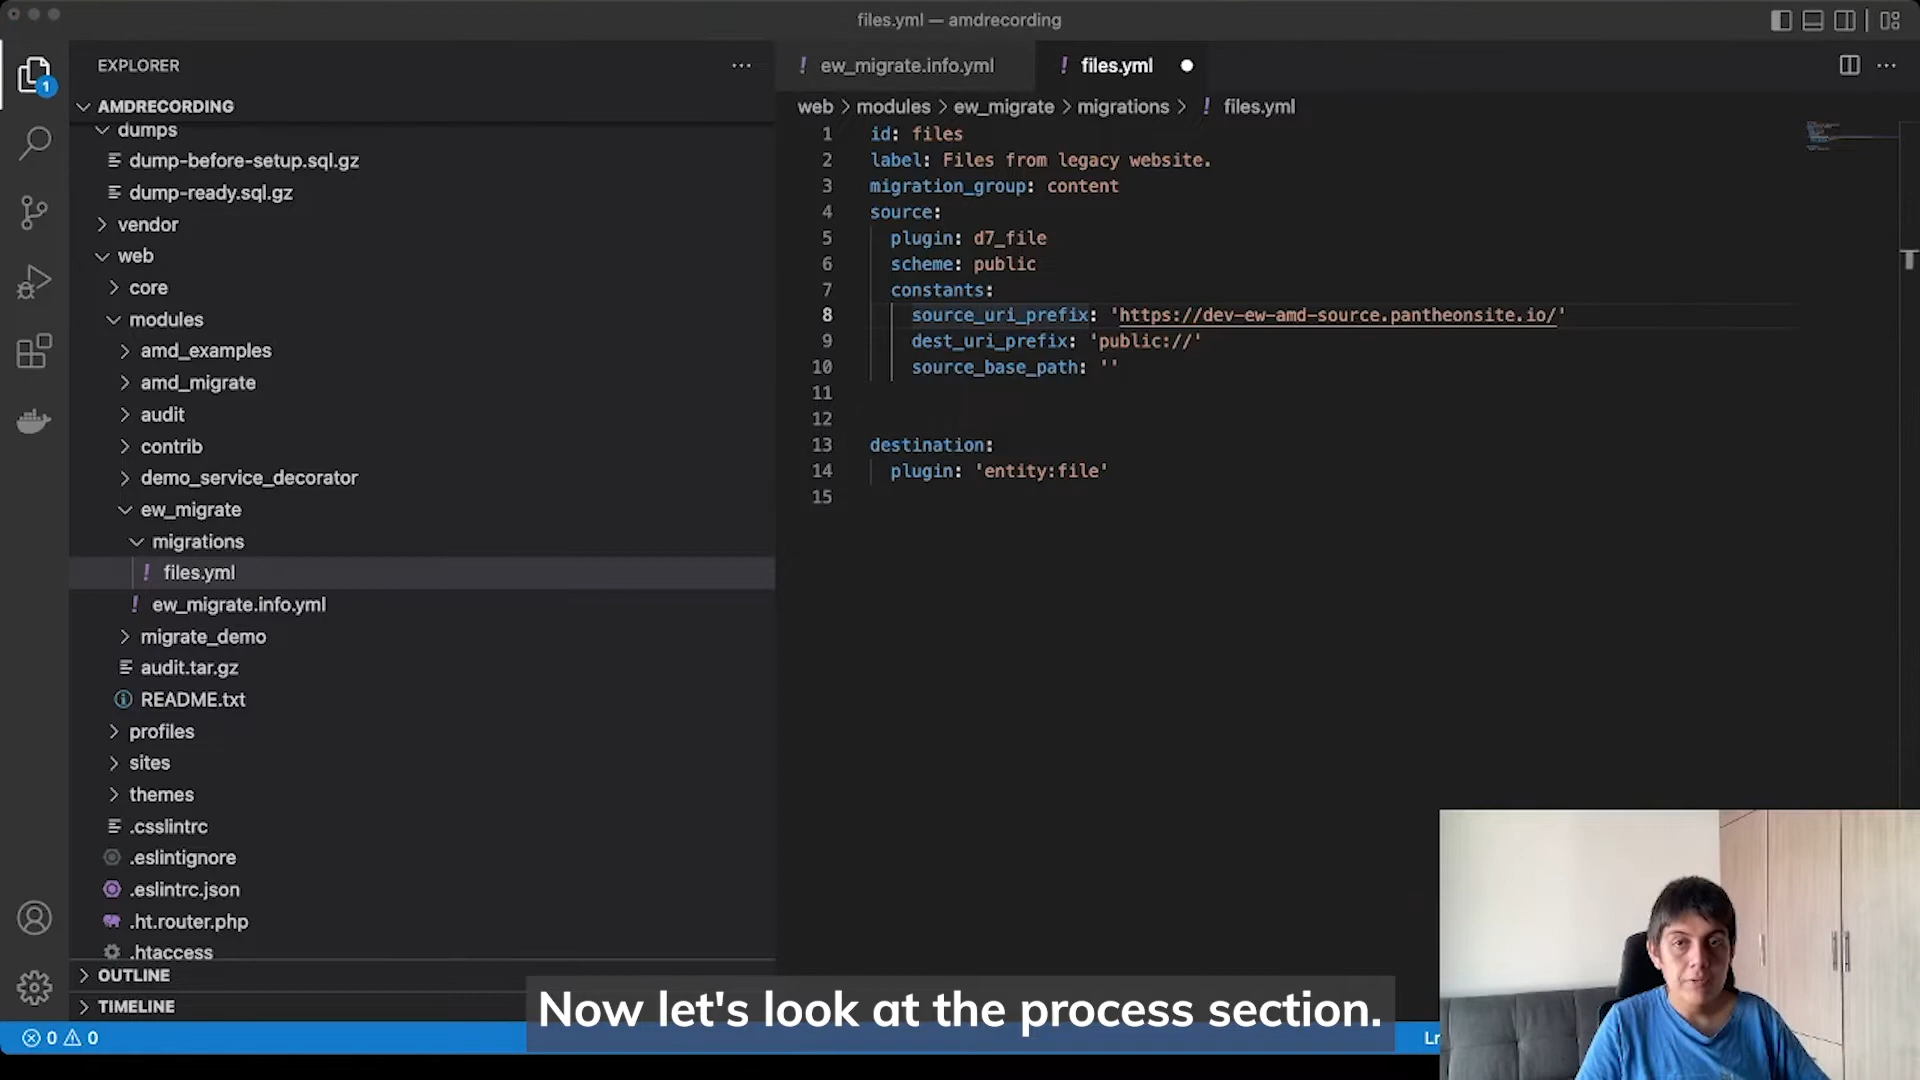 files.yml — amdrecording
EXPLORER
AMDRECORDING
dumps
dump-before-setup.sql.gz
dump-ready.sql.gz
vendor
web
core
modules
amd_examples
amd_migrate
audit
contrib
demo_service_decorator
ew_migrate
migrations
files.yml
ew_migrate.info.yml
migrate_demo
audit.tar.gz
README.txt
profiles
sites
themes
.csslintrc
.eslintignore
.eslintrc.json
.ht.router.php
.htaccess
OUTLINE
TIMELINE
1
0 0
ew_migrate.info.yml
files.yml
web > modules > ew_migrate > migrations > ! files.yml
1 id: files
2 label: Files from legacy website.
3 migration_group: content
4 source:
5 plugin: d7_file
6 scheme: public
7 constants:
8 source_uri_prefix: 'https://dev-ew-amd-source.pantheonsite.io/'
9 dest_uri_prefix: 'public://'
10 source_base_path: ''
11
12
13 destination:
14 plugin: 'entity:file'
15
Now let's look at the process section.